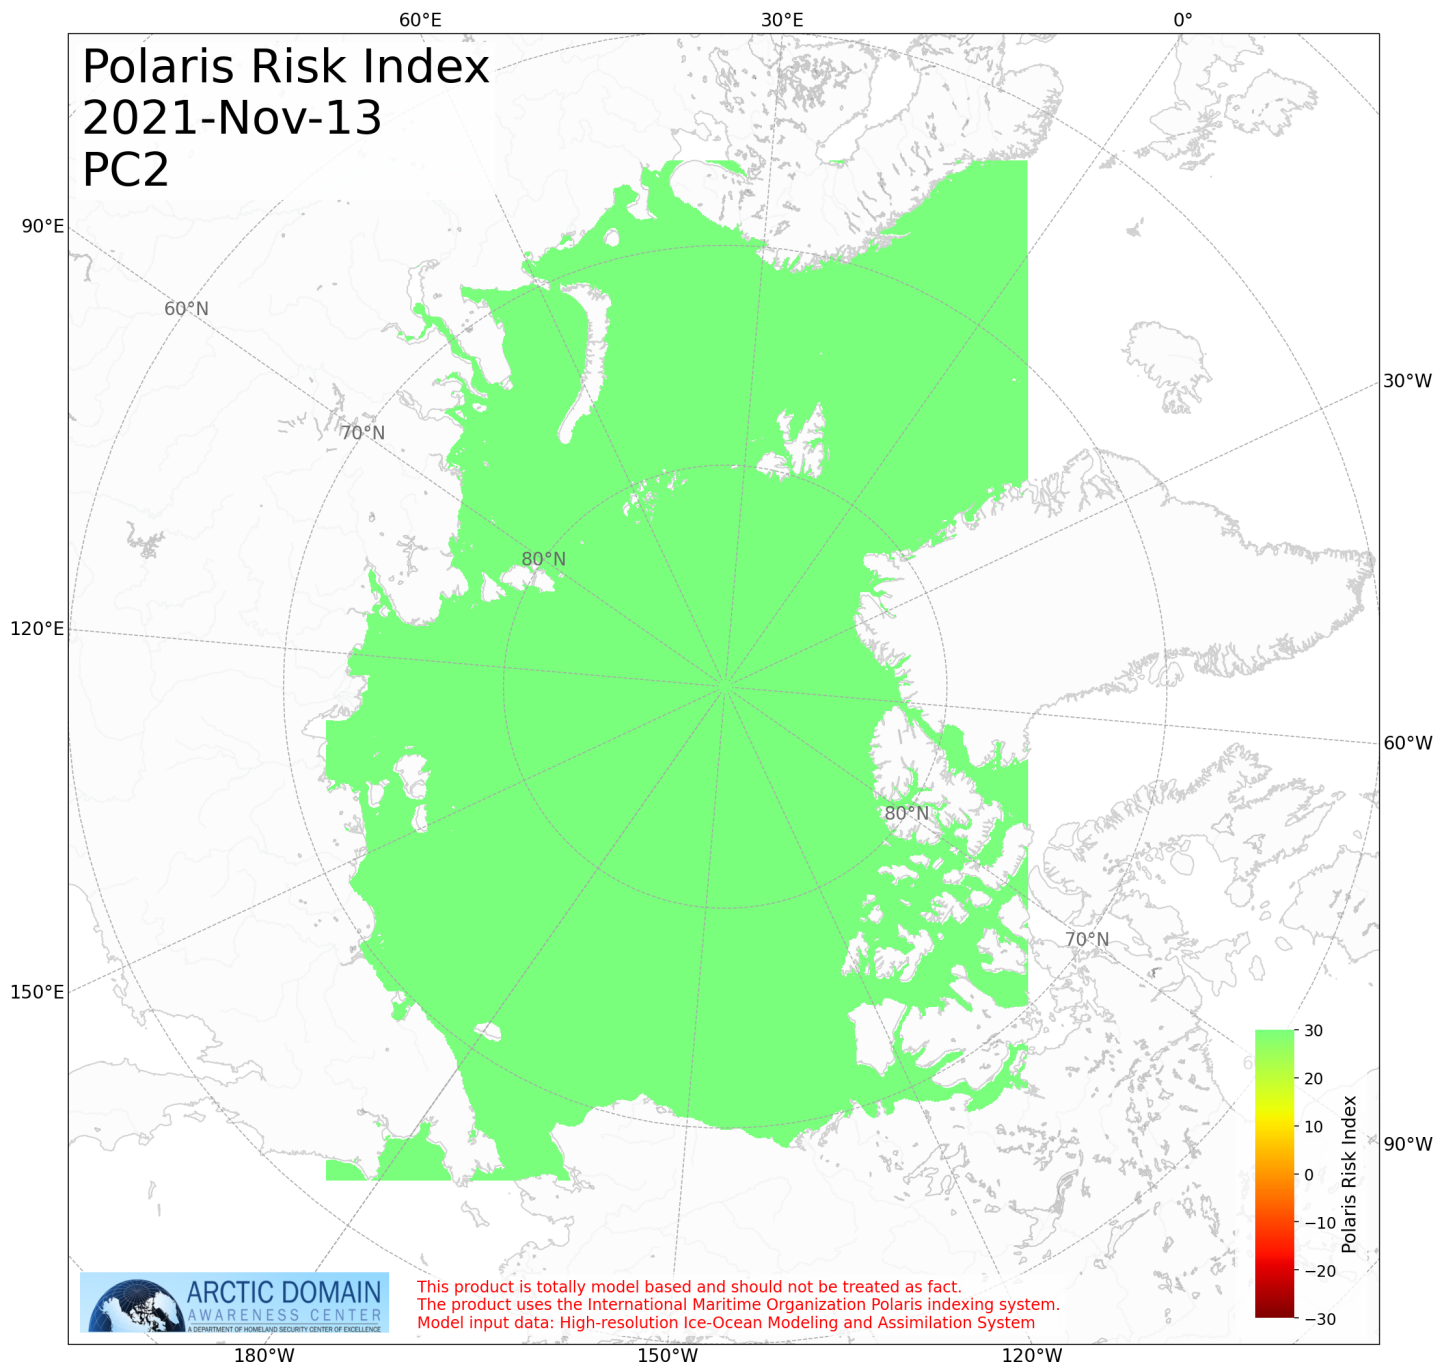 60°E 30°E 0°
Polaris Risk Index
2021-Nov-13
PC2
90°E
60°N
30°W
70°N
80°N
120°E
60°W
80°N
70°N
150°E
30
20
10
0
−10
−20
−30
Polaris Risk Index
90°W
ARCTIC DOMAIN
AWARENESS CENTER
A DEPARTMENT OF HOMELAND SECURITY CENTER OF EXCELLENCE
This product is totally model based and should not be treated as fact.
The product uses the International Maritime Organization Polaris indexing system.
Model input data: High-resolution Ice-Ocean Modeling and Assimilation System
180°W 150°W 120°W